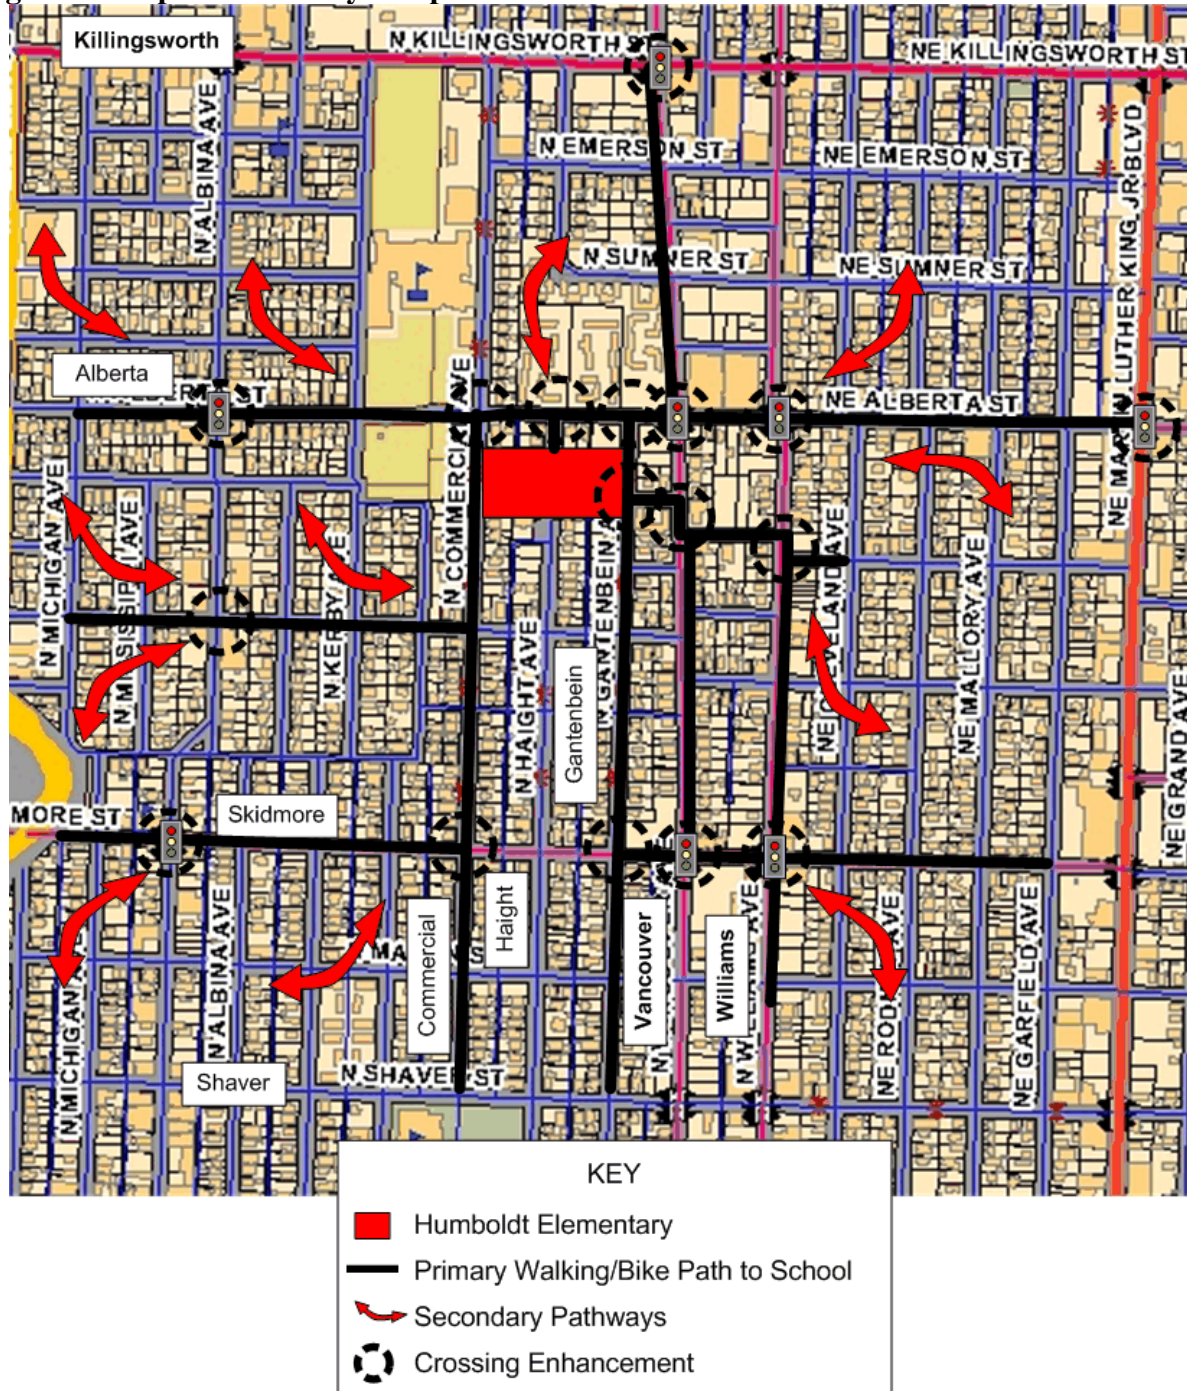 Killingsworth
N KILLINGSWORTH ST
NE KILLINGSWORTH ST
N ALBINA AVE
N EMERSON ST
NE EMERSON ST
NE MARTIN LUTHER KING JR BLVD
N SUMNER ST
NE SUMNER ST
Alberta
NE ALBERTA ST
N COMMERCIAL AVE
N MICHIGAN AVE
N MISSISSIPPI AVE
N KERBY AVE
N HAIGHT AVE
N GANTENBEIN
Gantenbein
NE CLEVELAND AVE
NE MALLORY AVE
NE GRAND AVE
MORE ST
Skidmore
Commercial
Haight
Vancouver
Williams
N WILLIAMS AVE
N ALBINA AVE
NE GARFIELD AVE
N MICHIGAN A
N SHAVER ST
Shaver
KEY
Humboldt Elementary
Primary Walking/Bike Path to School
Secondary Pathways
Crossing Enhancement